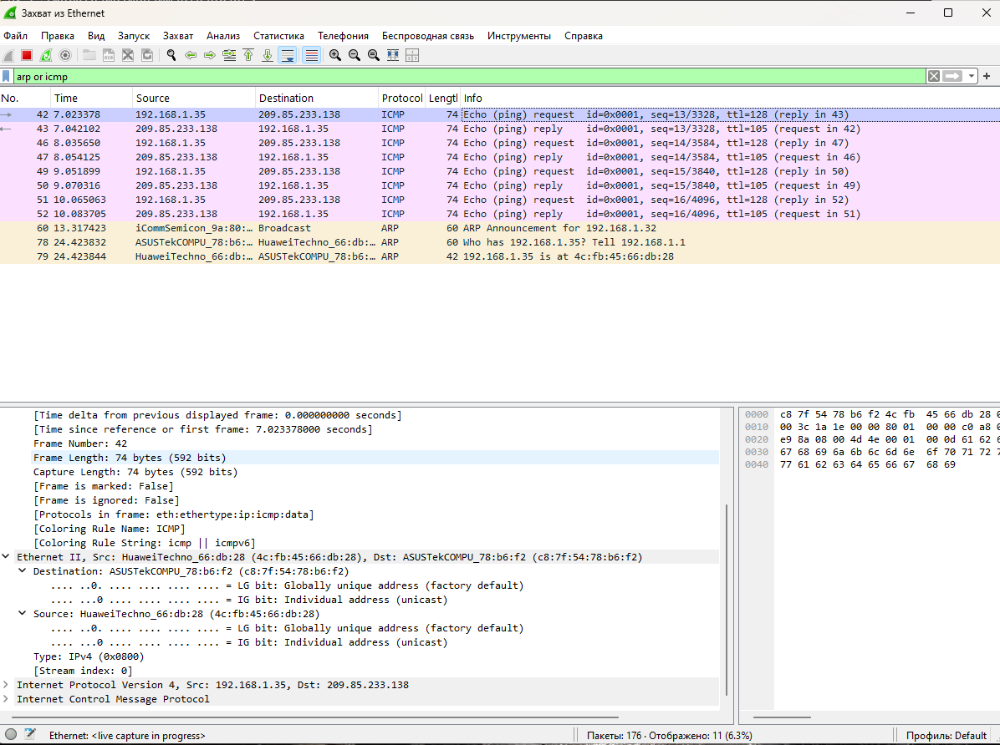 Захват из Ethernet
Файл Правка Вид Запуск Захват Анализ Статистика Телефония Беспроводная связь Инструменты Справка
arp or icmp
No. Time Source Destination Protocol Lengtl Info
42 7.023378 192.168.1.35 209.85.233.138 ICMP 74 Echo (ping) request id=0x0001, seq=13/3328, ttl=128 (reply in 43)
43 7.042102 209.85.233.138 192.168.1.35 ICMP 74 Echo (ping) reply id=0x0001, seq=13/3328, ttl=105 (request in 42)
46 8.035650 192.168.1.35 209.85.233.138 ICMP 74 Echo (ping) request id=0x0001, seq=14/3584, ttl=128 (reply in 47)
47 8.054125 209.85.233.138 192.168.1.35 ICMP 74 Echo (ping) reply id=0x0001, seq=14/3584, ttl=105 (request in 46)
49 9.051899 192.168.1.35 209.85.233.138 ICMP 74 Echo (ping) request id=0x0001, seq=15/3840, ttl=128 (reply in 50)
50 9.070316 209.85.233.138 192.168.1.35 ICMP 74 Echo (ping) reply id=0x0001, seq=15/3840, ttl=105 (request in 49)
51 10.065063 192.168.1.35 209.85.233.138 ICMP 74 Echo (ping) request id=0x0001, seq=16/4096, ttl=128 (reply in 52)
52 10.083705 209.85.233.138 192.168.1.35 ICMP 74 Echo (ping) reply id=0x0001, seq=16/4096, ttl=105 (request in 51)
60 13.317423 iCommSemicon_9a:80:… Broadcast ARP 60 ARP Announcement for 192.168.1.32
78 24.423832 ASUSTekCOMPU_78:b6:… HuaweiTechno_66:db:… ARP 60 Who has 192.168.1.35? Tell 192.168.1.1
79 24.423844 HuaweiTechno_66:db:… ASUSTekCOMPU_78:b6:… ARP 42 192.168.1.35 is at 4c:fb:45:66:db:28
[Time delta from previous displayed frame: 0.000000000 seconds]
[Time since reference or first frame: 7.023378000 seconds]
Frame Number: 42
Frame Length: 74 bytes (592 bits)
Capture Length: 74 bytes (592 bits)
[Frame is marked: False]
[Frame is ignored: False]
[Protocols in frame: eth:ethertype:ip:icmp:data]
[Coloring Rule Name: ICMP]
[Coloring Rule String: icmp || icmpv6]
Ethernet II, Src: HuaweiTechno_66:db:28 (4c:fb:45:66:db:28), Dst: ASUSTekCOMPU_78:b6:f2 (c8:7f:54:78:b6:f2)
Destination: ASUSTekCOMPU_78:b6:f2 (c8:7f:54:78:b6:f2)
.... ..0. .... .... .... .... = LG bit: Globally unique address (factory default)
.... ...0 .... .... .... .... = IG bit: Individual address (unicast)
Source: HuaweiTechno_66:db:28 (4c:fb:45:66:db:28)
.... ..0. .... .... .... .... = LG bit: Globally unique address (factory default)
.... ...0 .... .... .... .... = IG bit: Individual address (unicast)
Type: IPv4 (0x0800)
[Stream index: 0]
Internet Protocol Version 4, Src: 192.168.1.35, Dst: 209.85.233.138
Internet Control Message Protocol
0000 c8 7f 54 78 b6 f2 4c fb 45 66 db 28
0010 00 3c 1a 1e 00 00 80 01 00 00 c0 a8
0020 e9 8a 08 00 4d 4e 00 01 00 0d 61 62
0030 67 68 69 6a 6b 6c 6d 6e 6f 70 71 72
0040 77 61 62 63 64 65 66 67 68 69
Ethernet: <live capture in progress>
Пакеты: 176 · Отображено: 11 (6.3%)
Профиль: Default